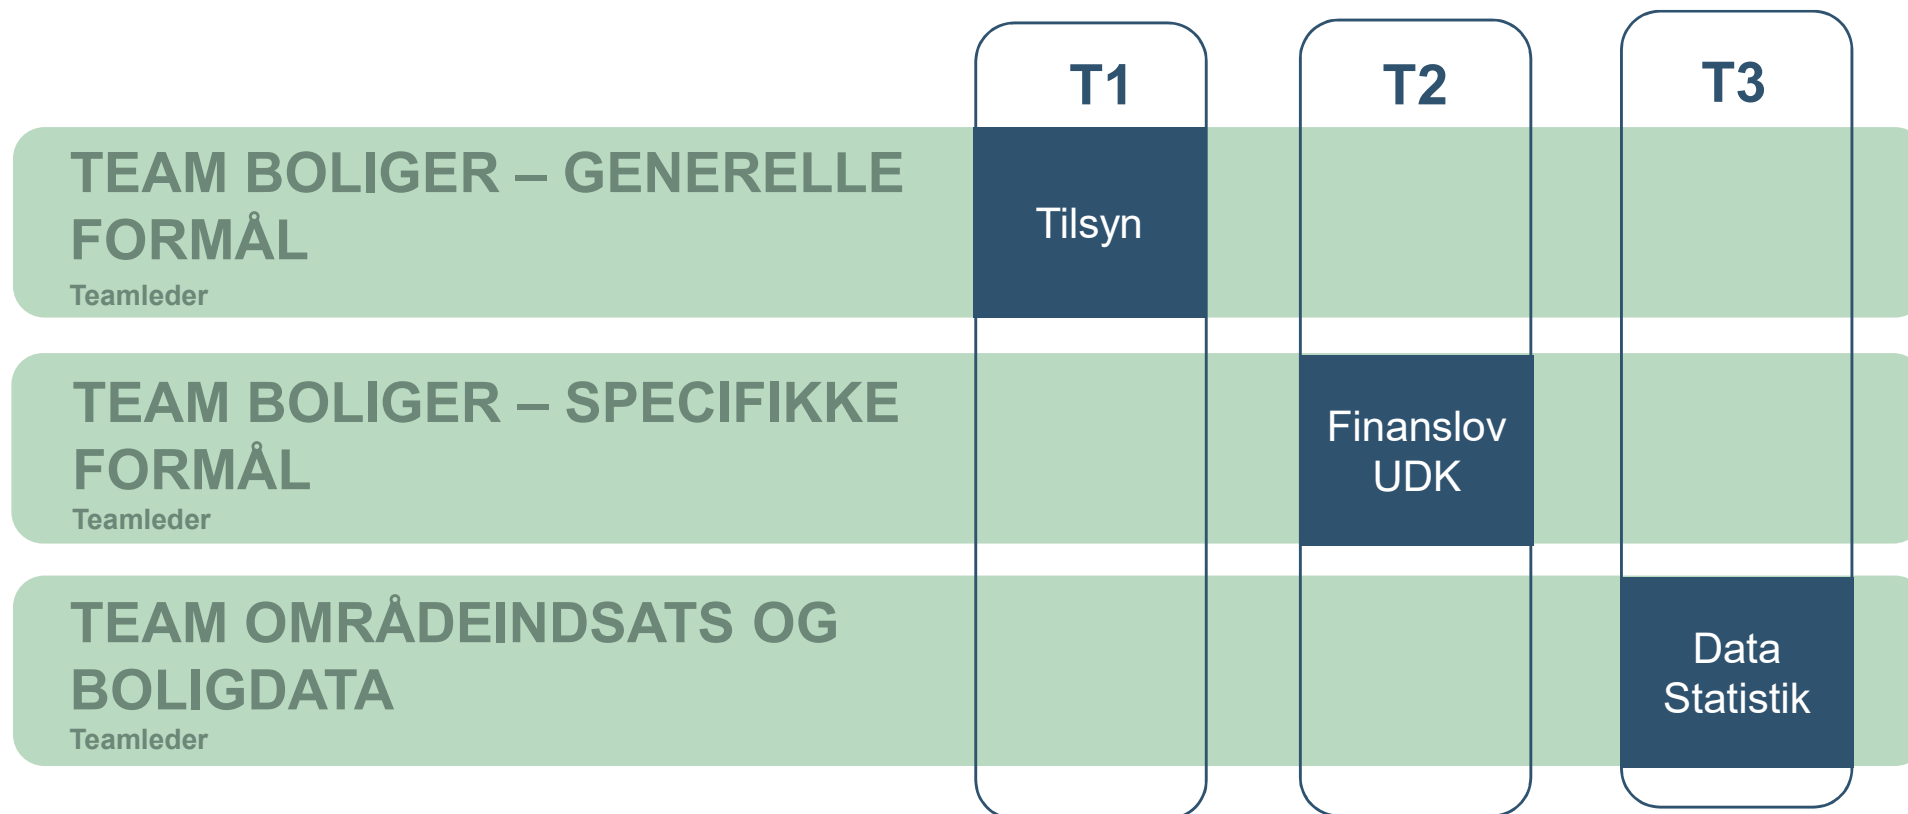 T1
T2
T3
TEAM BOLIGER – GENERELLE
FORMÅL
Teamleder
Tilsyn
TEAM BOLIGER – SPECIFIKKE
FORMÅL
Teamleder
Finanslov
UDK
TEAM OMRÅDEINDSATS OG
BOLIGDATA
Teamleder
Data
Statistik